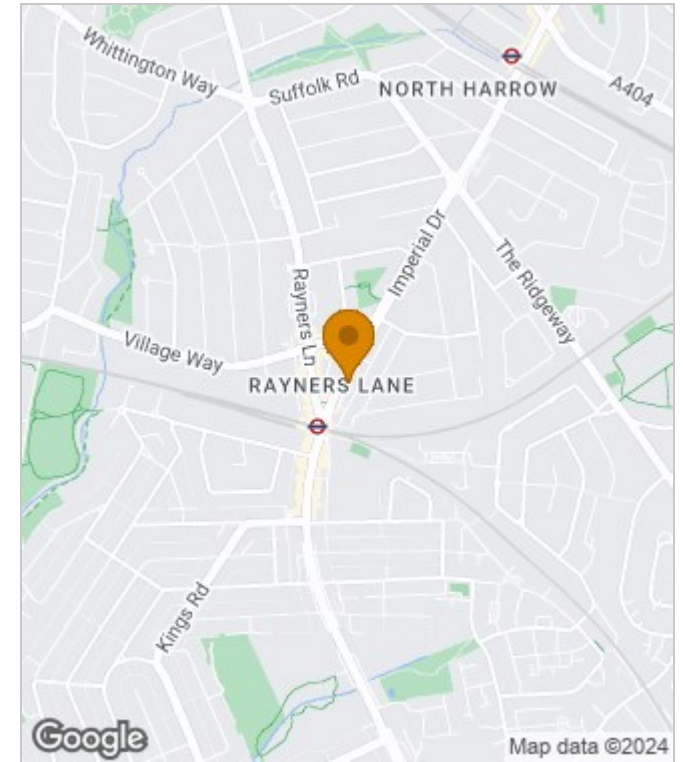 Whittington Way
Suffolk Rd
NORTH HARROW
A404
Imperial Dr
The Ridgeway
Rayners Ln
Village Way
RAYNERS LANE
Kings Rd
Google
Map data ©2024